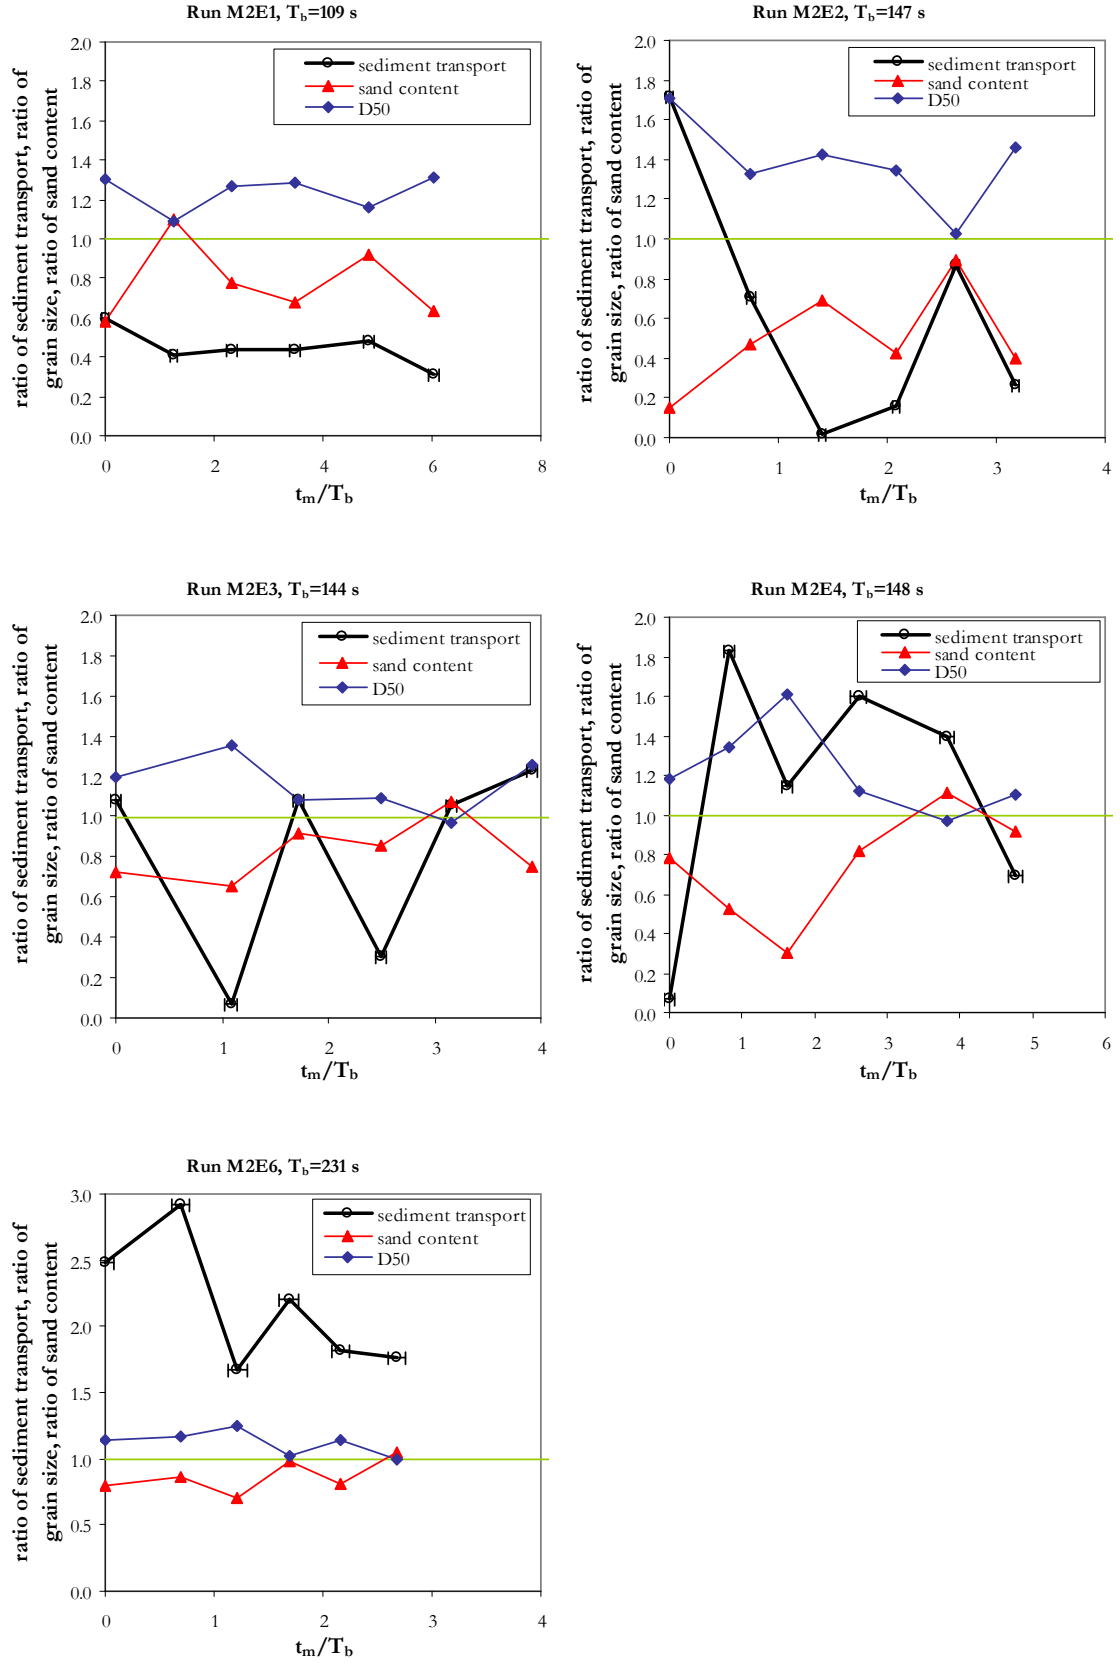 Run M2E1, Tb=109 s
ratio of sediment transport, ratio of
grain size, ratio of sand content
2.0
1.8
1.6
1.4
1.2
1.0
0.8
0.6
0.4
0.2
0.0
sediment transport
sand content
D50
0 2 4 6 8
tm/Tb
Run M2E2, Tb=147 s
ratio of sediment transport, ratio of
grain size, ratio of sand content
2.0
1.8
1.6
1.4
1.2
1.0
0.8
0.6
0.4
0.2
0.0
sediment transport
sand content
D50
0 1 2 3 4
tm/Tb
Run M2E3, Tb=144 s
ratio of sediment transport, ratio of
grain size, ratio of sand content
2.0
1.8
1.6
1.4
1.2
1.0
0.8
0.6
0.4
0.2
0.0
sediment transport
sand content
D50
0 1 2 3 4
tm/Tb
Run M2E4, Tb=148 s
ratio of sediment transport, ratio of
grain size, ratio of sand content
2.0
1.8
1.6
1.4
1.2
1.0
0.8
0.6
0.4
0.2
0.0
sediment transport
sand content
D50
0 1 2 3 4 5 6
tm/Tb
Run M2E6, Tb=231 s
ratio of sediment transport, ratio of
grain size, ratio of sand content
3.0
2.5
2.0
1.5
1.0
0.5
0.0
sediment transport
sand content
D50
0 1 2 3 4
tm/Tb